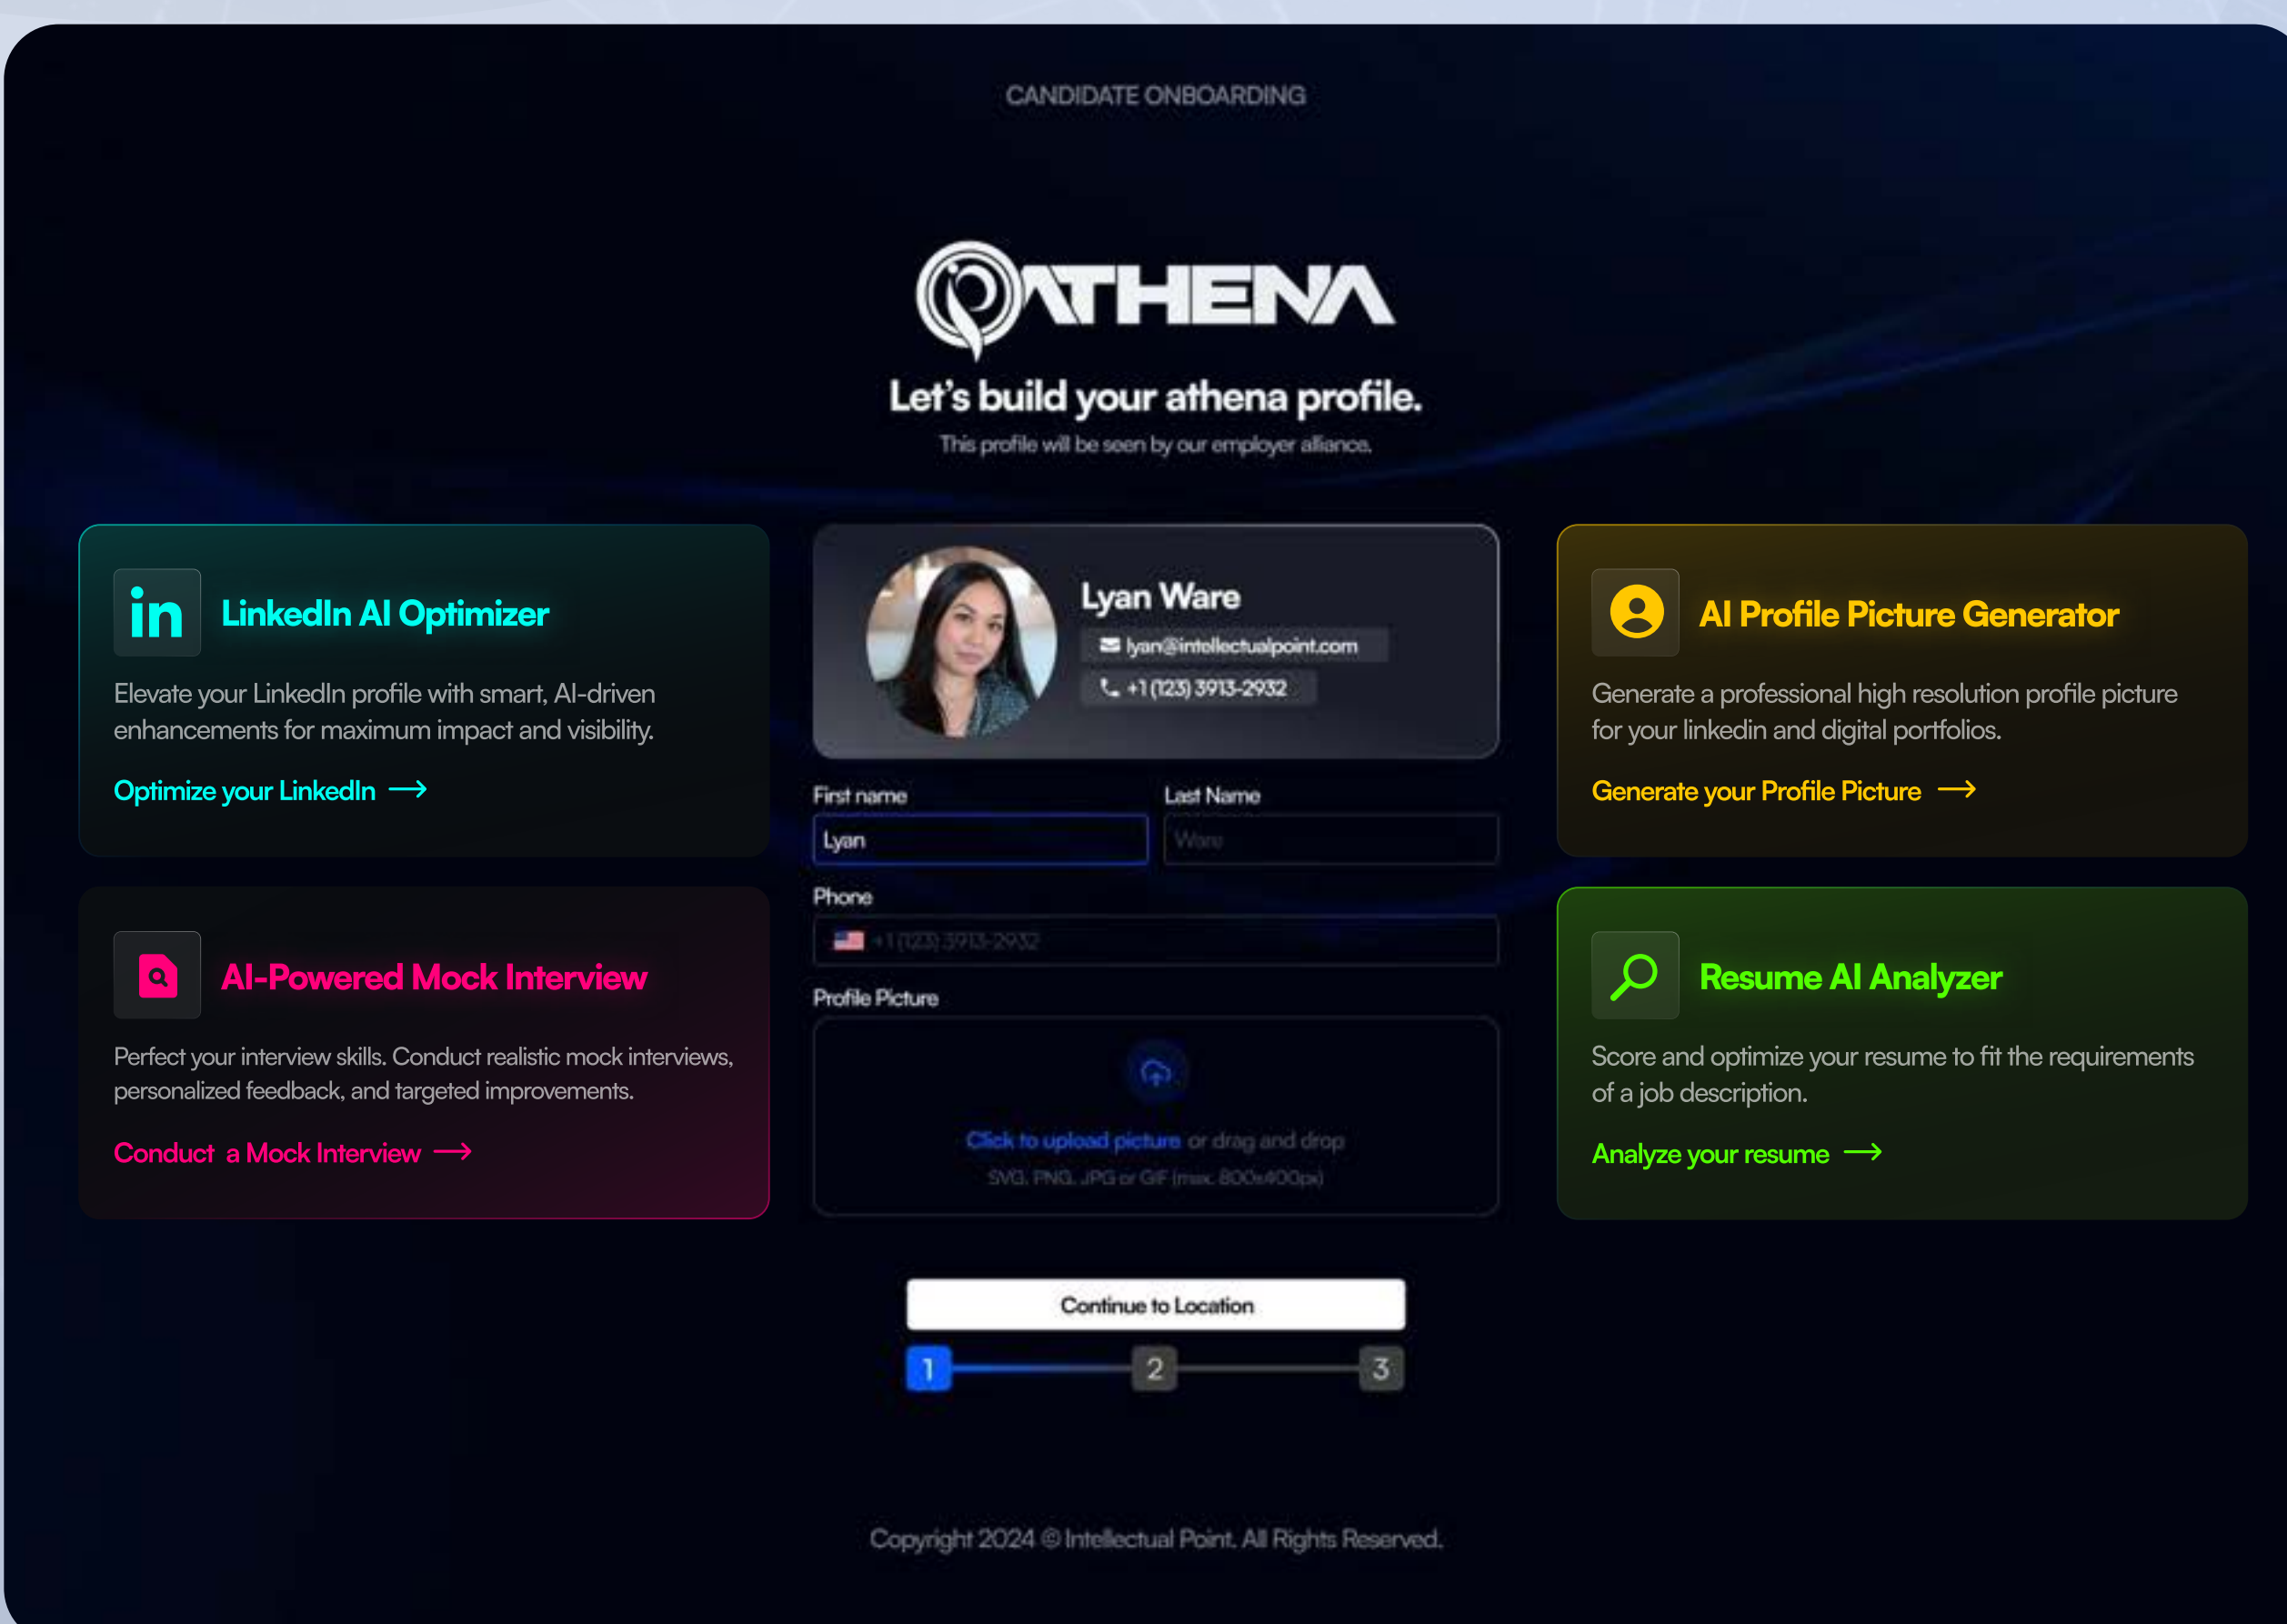 CANDIDATE ONBOARDING
ATHENA
Let's build your athena profile.
This profile will be seen by our employer alliance.
LinkedIn AI Optimizer
Elevate your LinkedIn profile with smart, AI-driven
enhancements for maximum impact and visibility.
Optimize your LinkedIn
AI-Powered Mock Interview
Perfect your interview skills. Conduct realistic mock interviews,
personalized feedback, and targeted improvements.
Conduct a Mock Interview
Lyan Ware
lyan@intellectualpoint.com
+1 (123) 3913-2932
First name
Last Name
Lyan
Ware
Phone
+1 (123) 3913-2932
Profile Picture
Click to upload picture or drag and drop
SVG, PNG, JPG or GIF (max. 800x400px)
Continue to Location
1
2
3
AI Profile Picture Generator
Generate a professional high resolution profile picture
for your linkedin and digital portfolios.
Generate your Profile Picture
Resume AI Analyzer
Score and optimize your resume to fit the requirements
of a job description.
Analyze your resume
Copyright 2024 © Intellectual Point. All Rights Reserved.